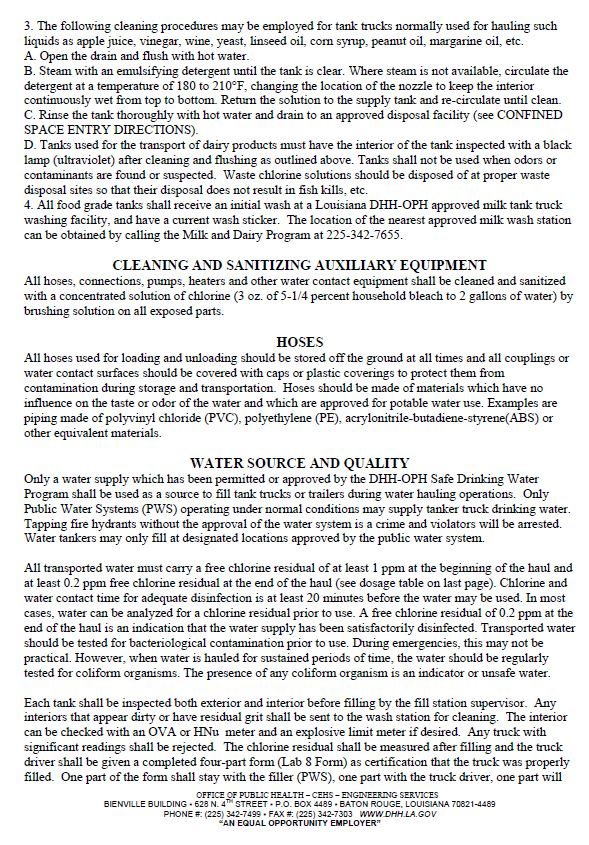 3. The following cleaning procedures may be employed for tank trucks normally used for hauling such
liquids as apple juice, vinegar, wine, yeast, linseed oil, corn syrup, peanut oil, margarine oil, etc.
A. Open the drain and flush with hot water.
B. Steam with an emulsifying detergent until the tank is clear. Where steam is not available, circulate the
detergent at a temperature of 180 to 210°F, changing the location of the nozzle to keep the interior
continuously wet from top to bottom. Return the solution to the supply tank and re-circulate until clean.
C. Rinse the tank thoroughly with hot water and drain to an approved disposal facility (see CONFINED
SPACE ENTRY DIRECTIONS).
D. Tanks used for the transport of dairy products must have the interior of the tank inspected with a black
lamp (ultraviolet) after cleaning and flushing as outlined above. Tanks shall not be used when odors or
contaminants are found or suspected. Waste chlorine solutions should be disposed of at proper waste
disposal sites so that their disposal does not result in fish kills, etc.
4. All food grade tanks shall receive an initial wash at a Louisiana DHH-OPH approved milk tank truck
washing facility, and have a current wash sticker. The location of the nearest approved milk wash station
can be obtained by calling the Milk and Dairy Program at 225-342-7655.
CLEANING AND SANITIZING AUXILIARY EQUIPMENT
All hoses, connections, pumps, heaters and other water contact equipment shall be cleaned and sanitized
with a concentrated solution of chlorine (3 oz. of 5-1/4 percent household bleach to 2 gallons of water) by
brushing solution on all exposed parts.
HOSES
All hoses used for loading and unloading should be stored off the ground at all times and all couplings or
water contact surfaces should be covered with caps or plastic coverings to protect them from
contamination during storage and transportation. Hoses should be made of materials which have no
influence on the taste or odor of the water and which are approved for potable water use. Examples are
piping made of polyvinyl chloride (PVC), polyethylene (PE), acrylonitrile-butadiene-styrene(ABS) or
other equivalent materials.
WATER SOURCE AND QUALITY
Only a water supply which has been permitted or approved by the DHH-OPH Safe Drinking Water
Program shall be used as a source to fill tank trucks or trailers during water hauling operations. Only
Public Water Systems (PWS) operating under normal conditions may supply tanker truck drinking water.
Tapping fire hydrants without the approval of the water system is a crime and violators will be arrested.
Water tankers may only fill at designated locations approved by the public water system.
All transported water must carry a free chlorine residual of at least 1 ppm at the beginning of the haul and
at least 0.2 ppm free chlorine residual at the end of the haul (see dosage table on last page). Chlorine and
water contact time for adequate disinfection is at least 20 minutes before the water may be used. In most
cases, water can be analyzed for a chlorine residual prior to use. A free chlorine residual of 0.2 ppm at the
end of the haul is an indication that the water supply has been satisfactorily disinfected. Transported water
should be tested for bacteriological contamination prior to use. During emergencies, this may not be
practical. However, when water is hauled for sustained periods of time, the water should be regularly
tested for coliform organisms. The presence of any coliform organism is an indicator or unsafe water.
Each tank shall be inspected both exterior and interior before filling by the fill station supervisor. Any
interiors that appear dirty or have residual grit shall be sent to the wash station for cleaning. The interior
can be checked with an OVA or HNu meter and an explosive limit meter if desired. Any truck with
significant readings shall be rejected. The chlorine residual shall be measured after filling and the truck
driver shall be given a completed four-part form (Lab 8 Form) as certification that the truck was properly
filled. One part of the form shall stay with the filler (PWS), one part with the truck driver, one part will
OFFICE OF PUBLIC HEALTH – CEHS – ENGINEERING SERVICES
BIENVILLE BUILDING • 628 N. 4TH STREET • P.O. BOX 4489 • BATON ROUGE, LOUISIANA 70821-4489
PHONE #: (225) 342-7499 • FAX #: (225) 342-7303 WWW.DHH.LA.GOV
“AN EQUAL OPPORTUNITY EMPLOYER”